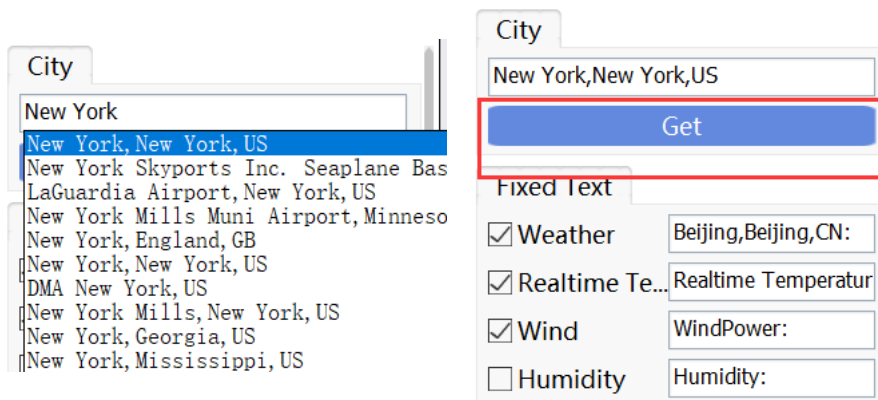 City
New York
New York,New York,US
New York Skyports Inc. Seaplane Bas
LaGuardia Airport,New York,US
New York Mills Muni Airport,Minneso
New York,England,GB
New York,New York,US
DMA New York,US
New York Mills,New York,US
New York,Georgia,US
New York,Mississippi,US
City
New York,New York,US
Get
Fixed Text
Weather Beijing,Beijing,CN:
Realtime Te... Realtime Temperatur
Wind WindPower:
Humidity Humidity: